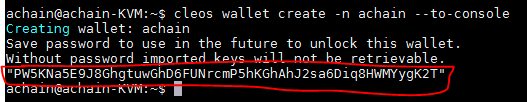 achain@achain-KVM:~$ cleos wallet create -n achain --to-console
Creating wallet: achain
Save password to use in the future to unlock this wallet.
Without password imported keys will not be retrievable.
"PW5KNa5E9J8GhgtuwGhD6FUNrcmP5hKGhAhJ2sa6Diq8HWMYygK2T"
achain@achain-KVM:~$